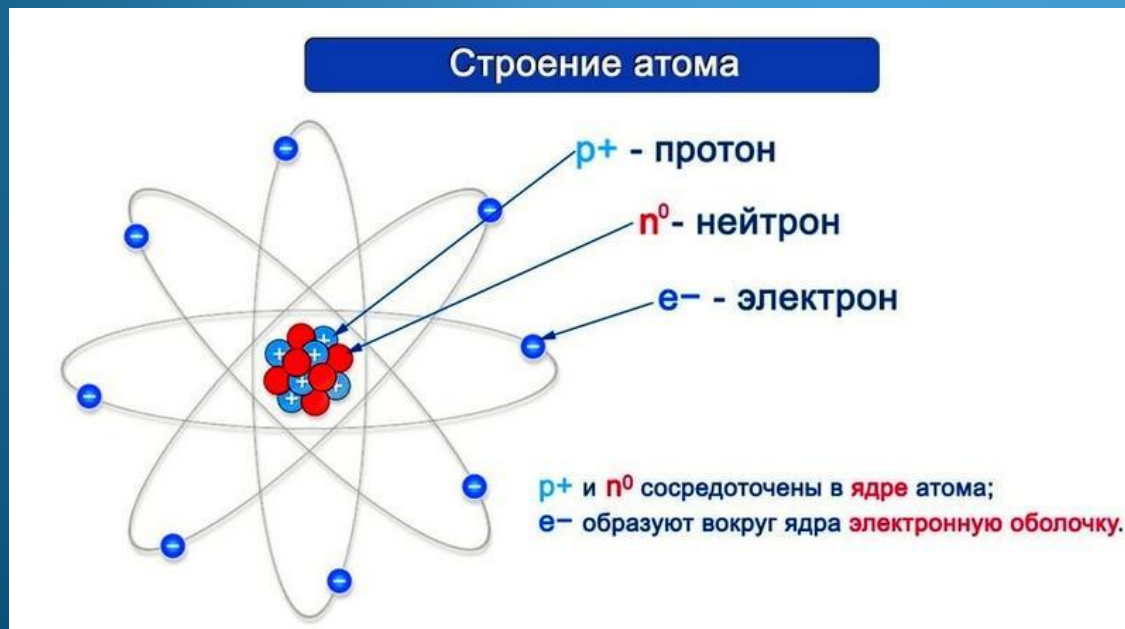 Строение атома
p+ - протон
n⁰- нейтрон
e− - электрон
p+ и n⁰ сосредоточены в ядре атома;
e− образуют вокруг ядра электронную оболочку.